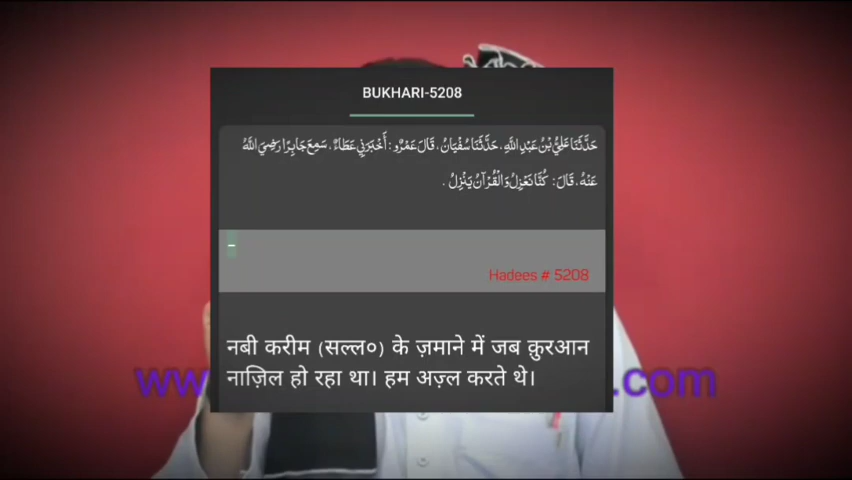 BUKHARI-5208
حَدَّثَنَا عَلِيُّ بْنُ عَبْدِ اللَّهِ، حَدَّثَنَا سُفْيَانُ، قَالَ عَمْرٌو : أَخْبَرَنِي عَطَاءٌ، سَمِعَ جَابِرًا رَضِيَ اللَّهُ
عَنْهُ، قَالَ : كُنَّا نَعْزِلُ وَالْقُرْآنُ يَنْزِلُ .
–
Hadees # 5208
नबी करीम (सल्ल०) के ज़माने में जब क़ुरआन
नाज़िल हो रहा था। हम अज़्ल करते थे।
.com